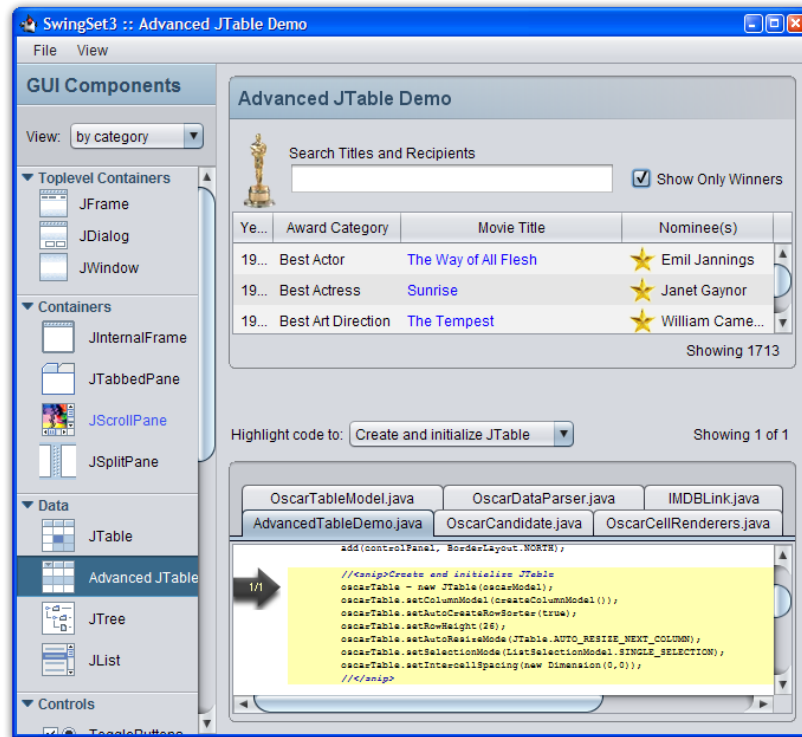 SwingSet3 :: Advanced JTable Demo
File View
GUI Components
View: by category
Toplevel Containers
JFrame
JDialog
JWindow
Containers
JInternalFrame
JTabbedPane
JScrollPane
JSplitPane
Data
JTable
Advanced JTable
JTree
JList
Controls
ToggleButtons
Advanced JTable Demo
Search Titles and Recipients
Show Only Winners
Ye... Award Category Movie Title Nominee(s)
19... Best Actor The Way of All Flesh Emil Jannings
19... Best Actress Sunrise Janet Gaynor
19... Best Art Direction The Tempest William Came...
Showing 1713
Highlight code to: Create and initialize JTable Showing 1 of 1
OscarTableModel.java OscarDataParser.java IMDBLink.java
AdvancedTableDemo.java OscarCandidate.java OscarCellRenderers.java
add(controlPanel, BorderLayout.NORTH);
1/1
//<snip>Create and initialize JTable
oscarTable = new JTable(oscarModel);
oscarTable.setColumnModel(createColumnModel());
oscarTable.setAutoCreateRowSorter(true);
oscarTable.setRowHeight(26);
oscarTable.setAutoResizeMode(JTable.AUTO_RESIZE_NEXT_COLUMN);
oscarTable.setSelectionMode(ListSelectionModel.SINGLE_SELECTION);
oscarTable.setIntercellSpacing(new Dimension(0,0));
//</snip>